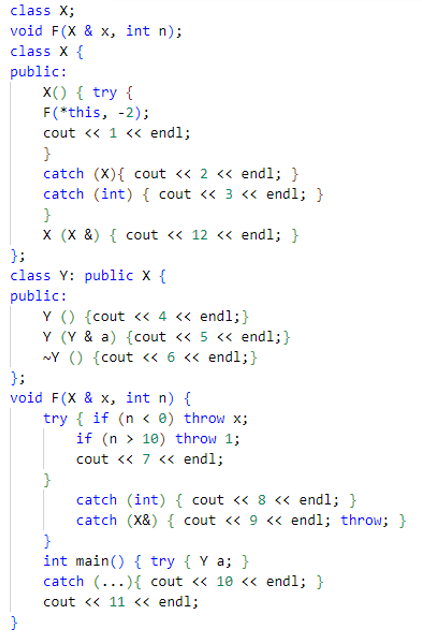 class X;
void F(X & x, int n);
class X {
public:
X() { try {
F(*this, -2);
cout << 1 << endl;
}
catch (X){ cout << 2 << endl; }
catch (int) { cout << 3 << endl; }
}
X (X &) { cout << 12 << endl; }
};
class Y: public X {
public:
Y () {cout << 4 << endl;}
Y (Y & a) {cout << 5 << endl;}
~Y () {cout << 6 << endl;}
};
void F(X & x, int n) {
try { if (n < 0) throw x;
if (n > 10) throw 1;
cout << 7 << endl;
}
catch (int) { cout << 8 << endl; }
catch (X&) { cout << 9 << endl; throw; }
}
int main() { try { Y a; }
catch (...){ cout << 10 << endl; }
cout << 11 << endl;
}